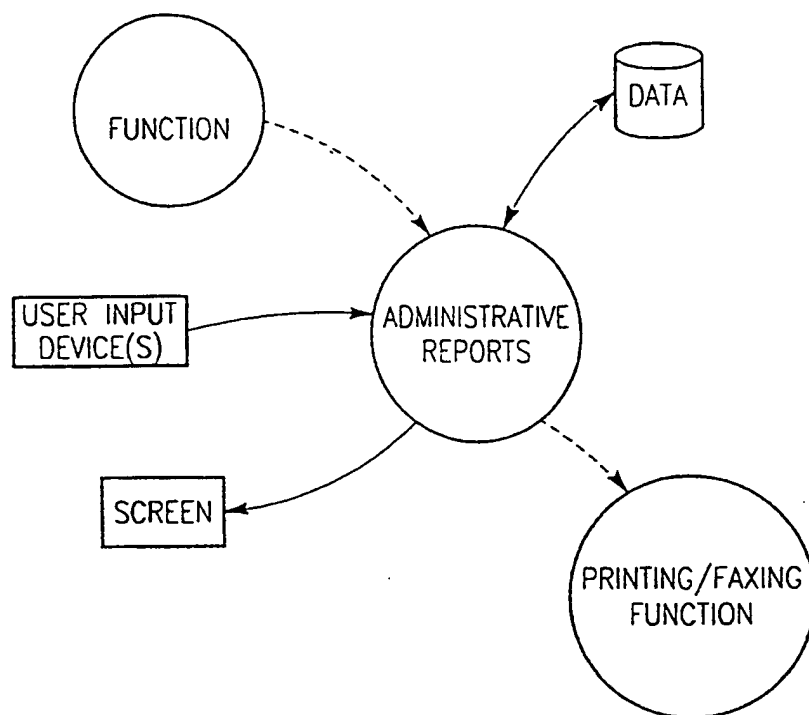 FUNCTION
DATA
USER INPUT
DEVICE(S)
ADMINISTRATIVE
REPORTS
SCREEN
PRINTING/FAXING
FUNCTION